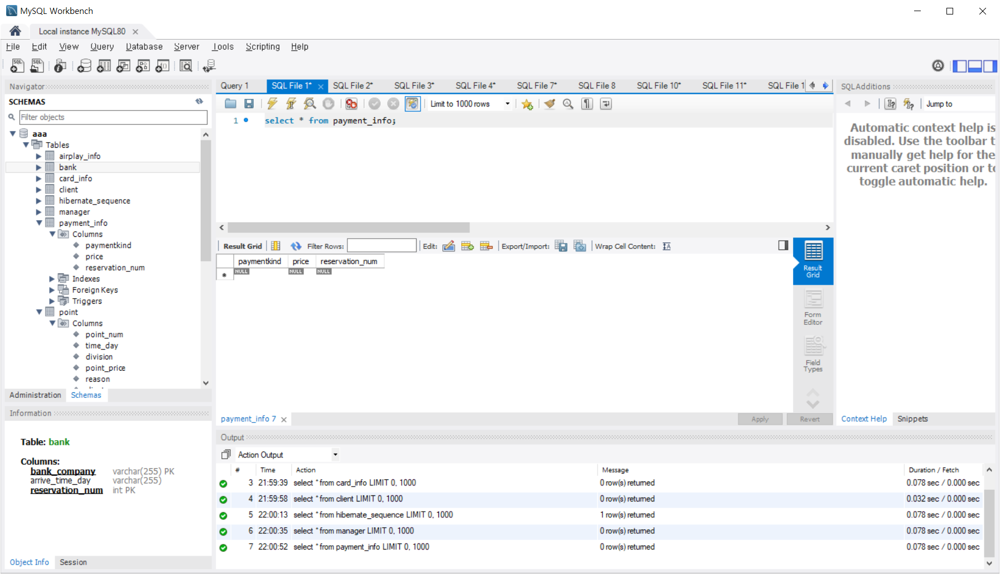 MySQL Workbench
Local instance MySQL80
File Edit View Query Database Server Tools Scripting Help
Navigator
SCHEMAS
Filter objects
aaa
Tables
airplay_info
bank
card_info
client
hibernate_sequence
manager
payment_info
Columns
paymentkind
price
reservation_num
Indexes
Foreign Keys
Triggers
point
Columns
point_num
time_day
division
point_price
reason
Administration Schemas
Information
Table: bank
Columns:
bank_company varchar(255) PK
arrive_time_day varchar(255)
reservation_num int PK
Object Info Session
Query 1 SQL File 1* SQL File 2* SQL File 3* SQL File 4* SQL File 7* SQL File 8 SQL File 10* SQL File 11* SQL File 1
Limit to 1000 rows
1 select * from payment_info;
Result Grid Filter Rows: Edit: Export/Import: Wrap Cell Content:
paymentkind price reservation_num
NULL NULL NULL
Result
Grid
Form
Editor
Field
Types
payment_info 7 Apply Revert
Output
Action Output
# Time Action Message Duration / Fetch
3 21:59:39 select * from card_info LIMIT 0, 1000 0 row(s) returned 0.078 sec / 0.000 sec
4 21:59:58 select * from client LIMIT 0, 1000 0 row(s) returned 0.032 sec / 0.000 sec
5 22:00:13 select * from hibernate_sequence LIMIT 0, 1000 1 row(s) returned 0.078 sec / 0.000 sec
6 22:00:35 select * from manager LIMIT 0, 1000 0 row(s) returned 0.078 sec / 0.000 sec
7 22:00:52 select * from payment_info LIMIT 0, 1000 0 row(s) returned 0.078 sec / 0.000 sec
SQLAdditions
Jump to
Automatic context help is
disabled. Use the toolbar t
manually get help for the
current caret position or to
toggle automatic help.
Context Help Snippets